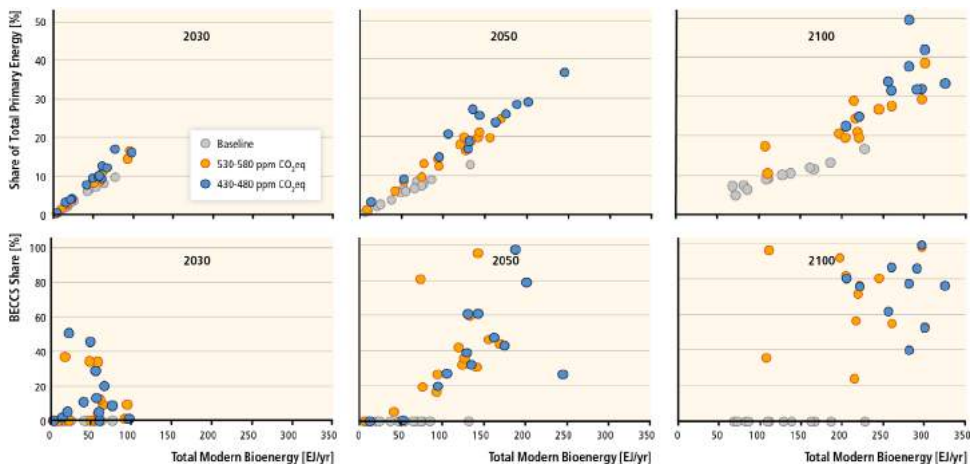 Share of Total Primary Energy [%]
50
40
30
20
10
0
2030
2050
2100
Baseline
530-580 ppm CO₂eq
430-480 ppm CO₂eq
BECCS Share [%]
100
80
60
40
20
0
2030
2050
2100
0 50 100 150 200 250 300 350
0 50 100 150 200 250 300 350
0 50 100 150 200 250 300 350
Total Modern Bioenergy [EJ/yr]
Total Modern Bioenergy [EJ/yr]
Total Modern Bioenergy [EJ/yr]